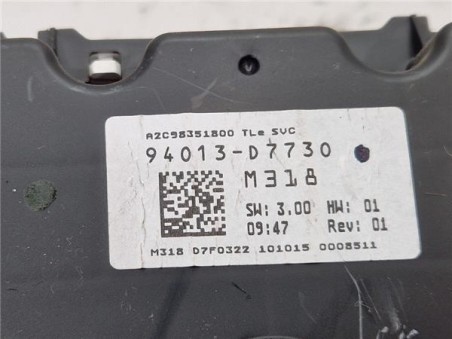 A2C98351800 TLe SVC
94013-D7730
M318
SW: 3.00 HW: 01
09:47 Rev: 01
M318 D7F0322 101015 0008511